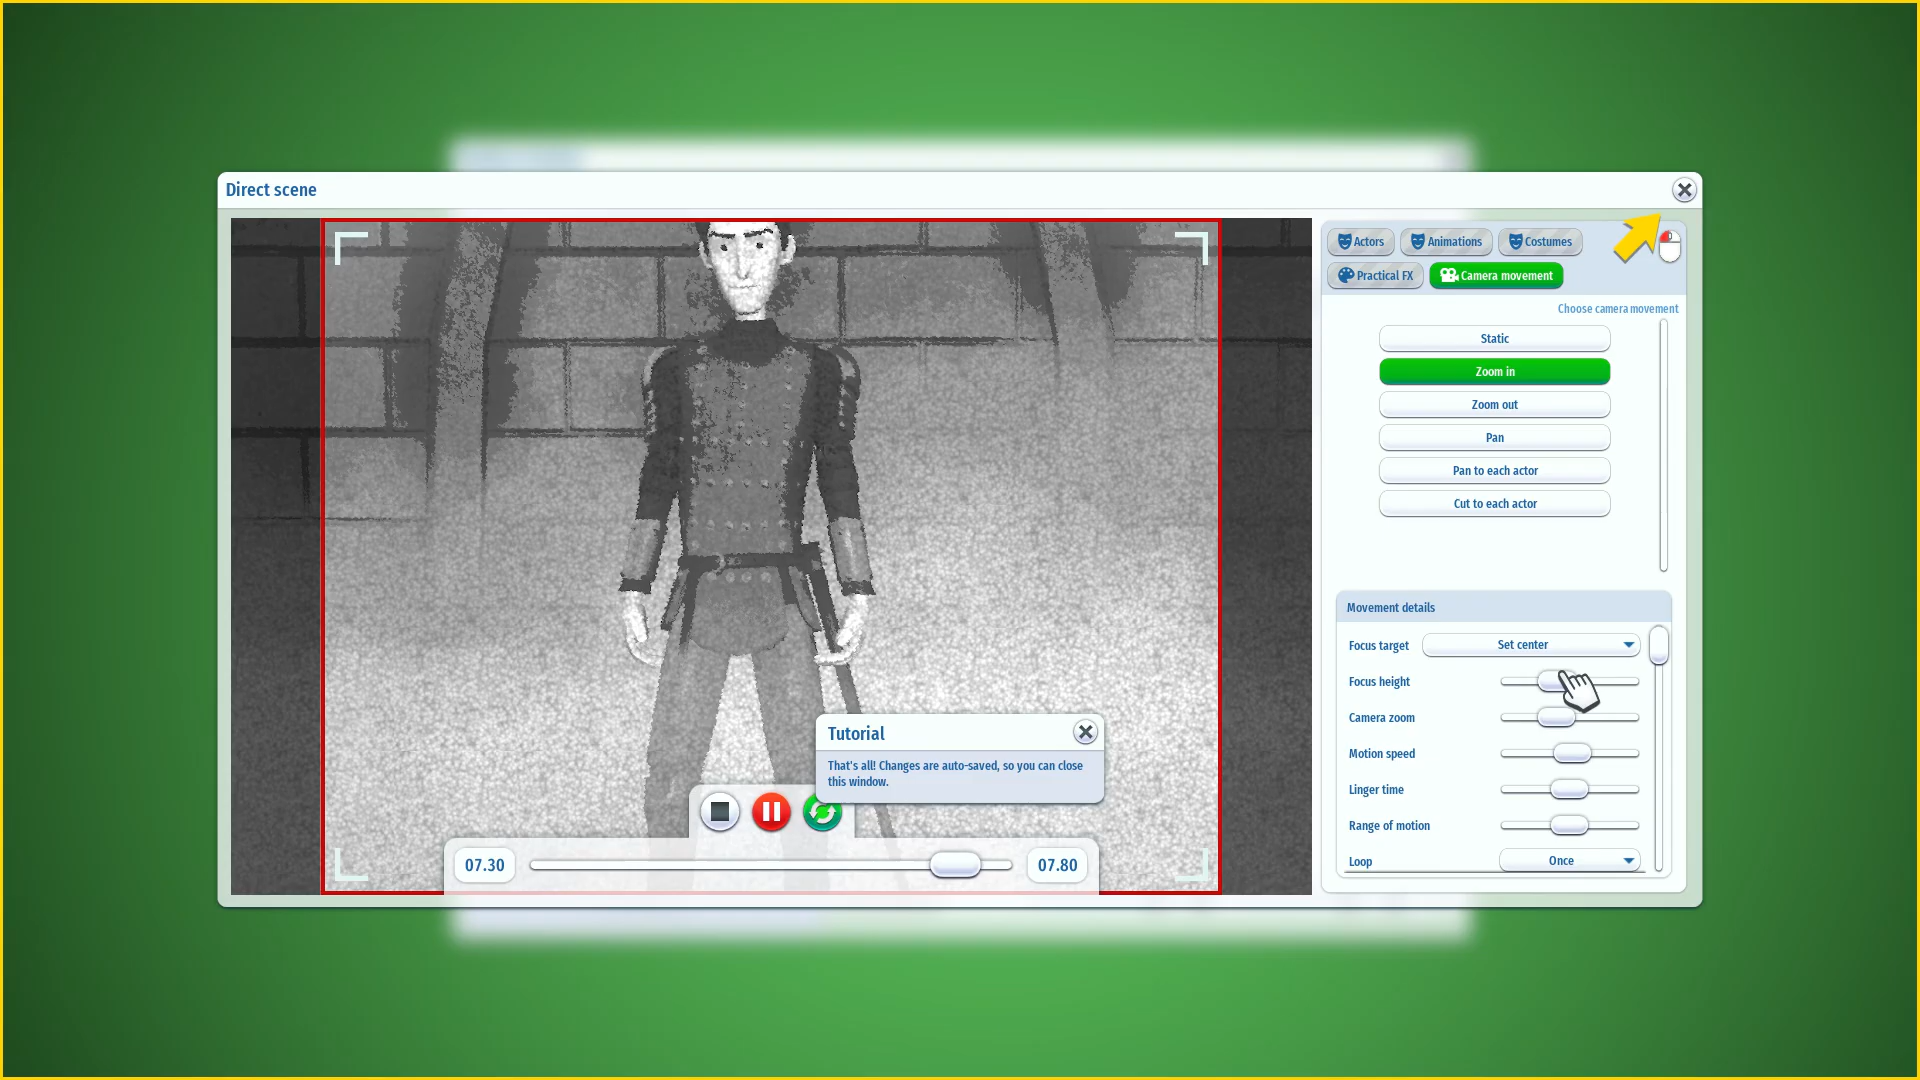 Direct scene
Actors
Animations
Costumes
Practical FX
Camera movement
Choose camera movement
Static
Zoom in
Zoom out
Pan
Pan to each actor
Cut to each actor
Movement details
Focus target
Set center
Focus height
Camera zoom
Motion speed
Linger time
Range of motion
Loop
Once
Tutorial
That's all! Changes are auto-saved, so you can close
this window.
07.30
07.80